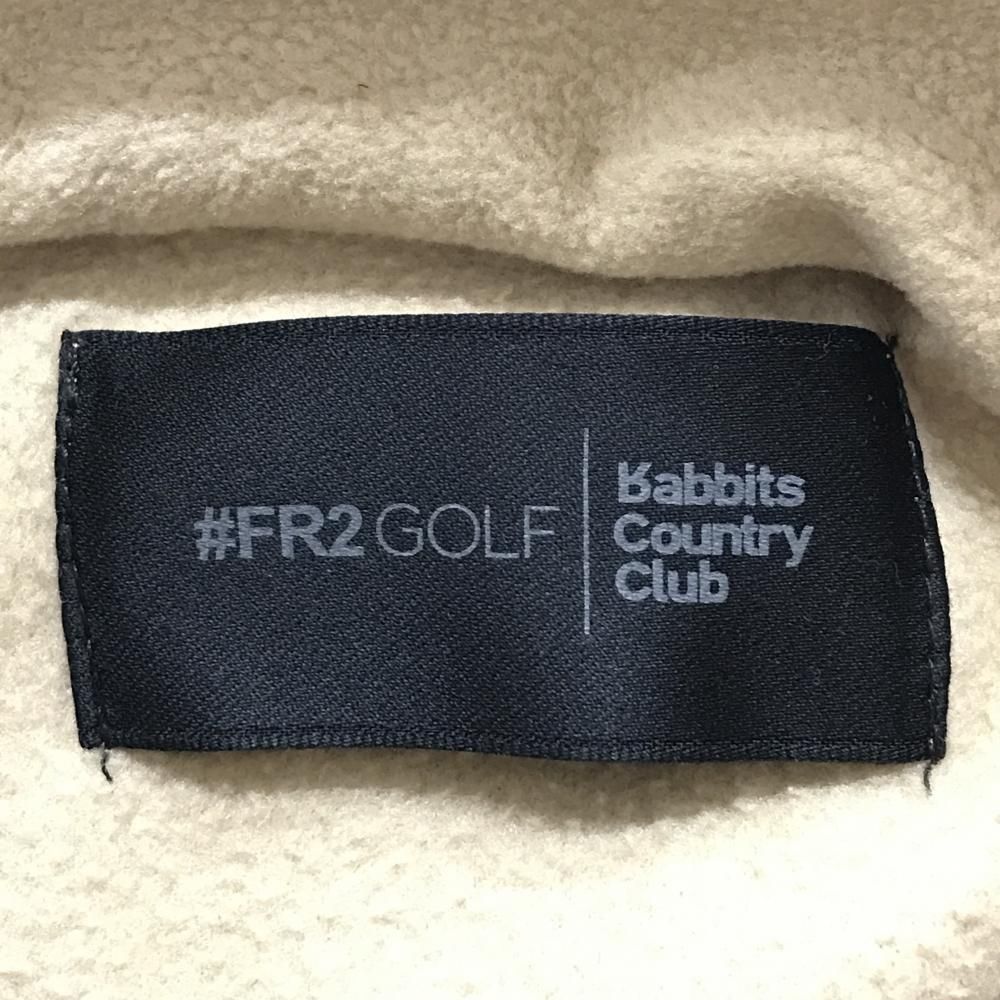 #FR2 GOLF
Rabbits
Country
Club